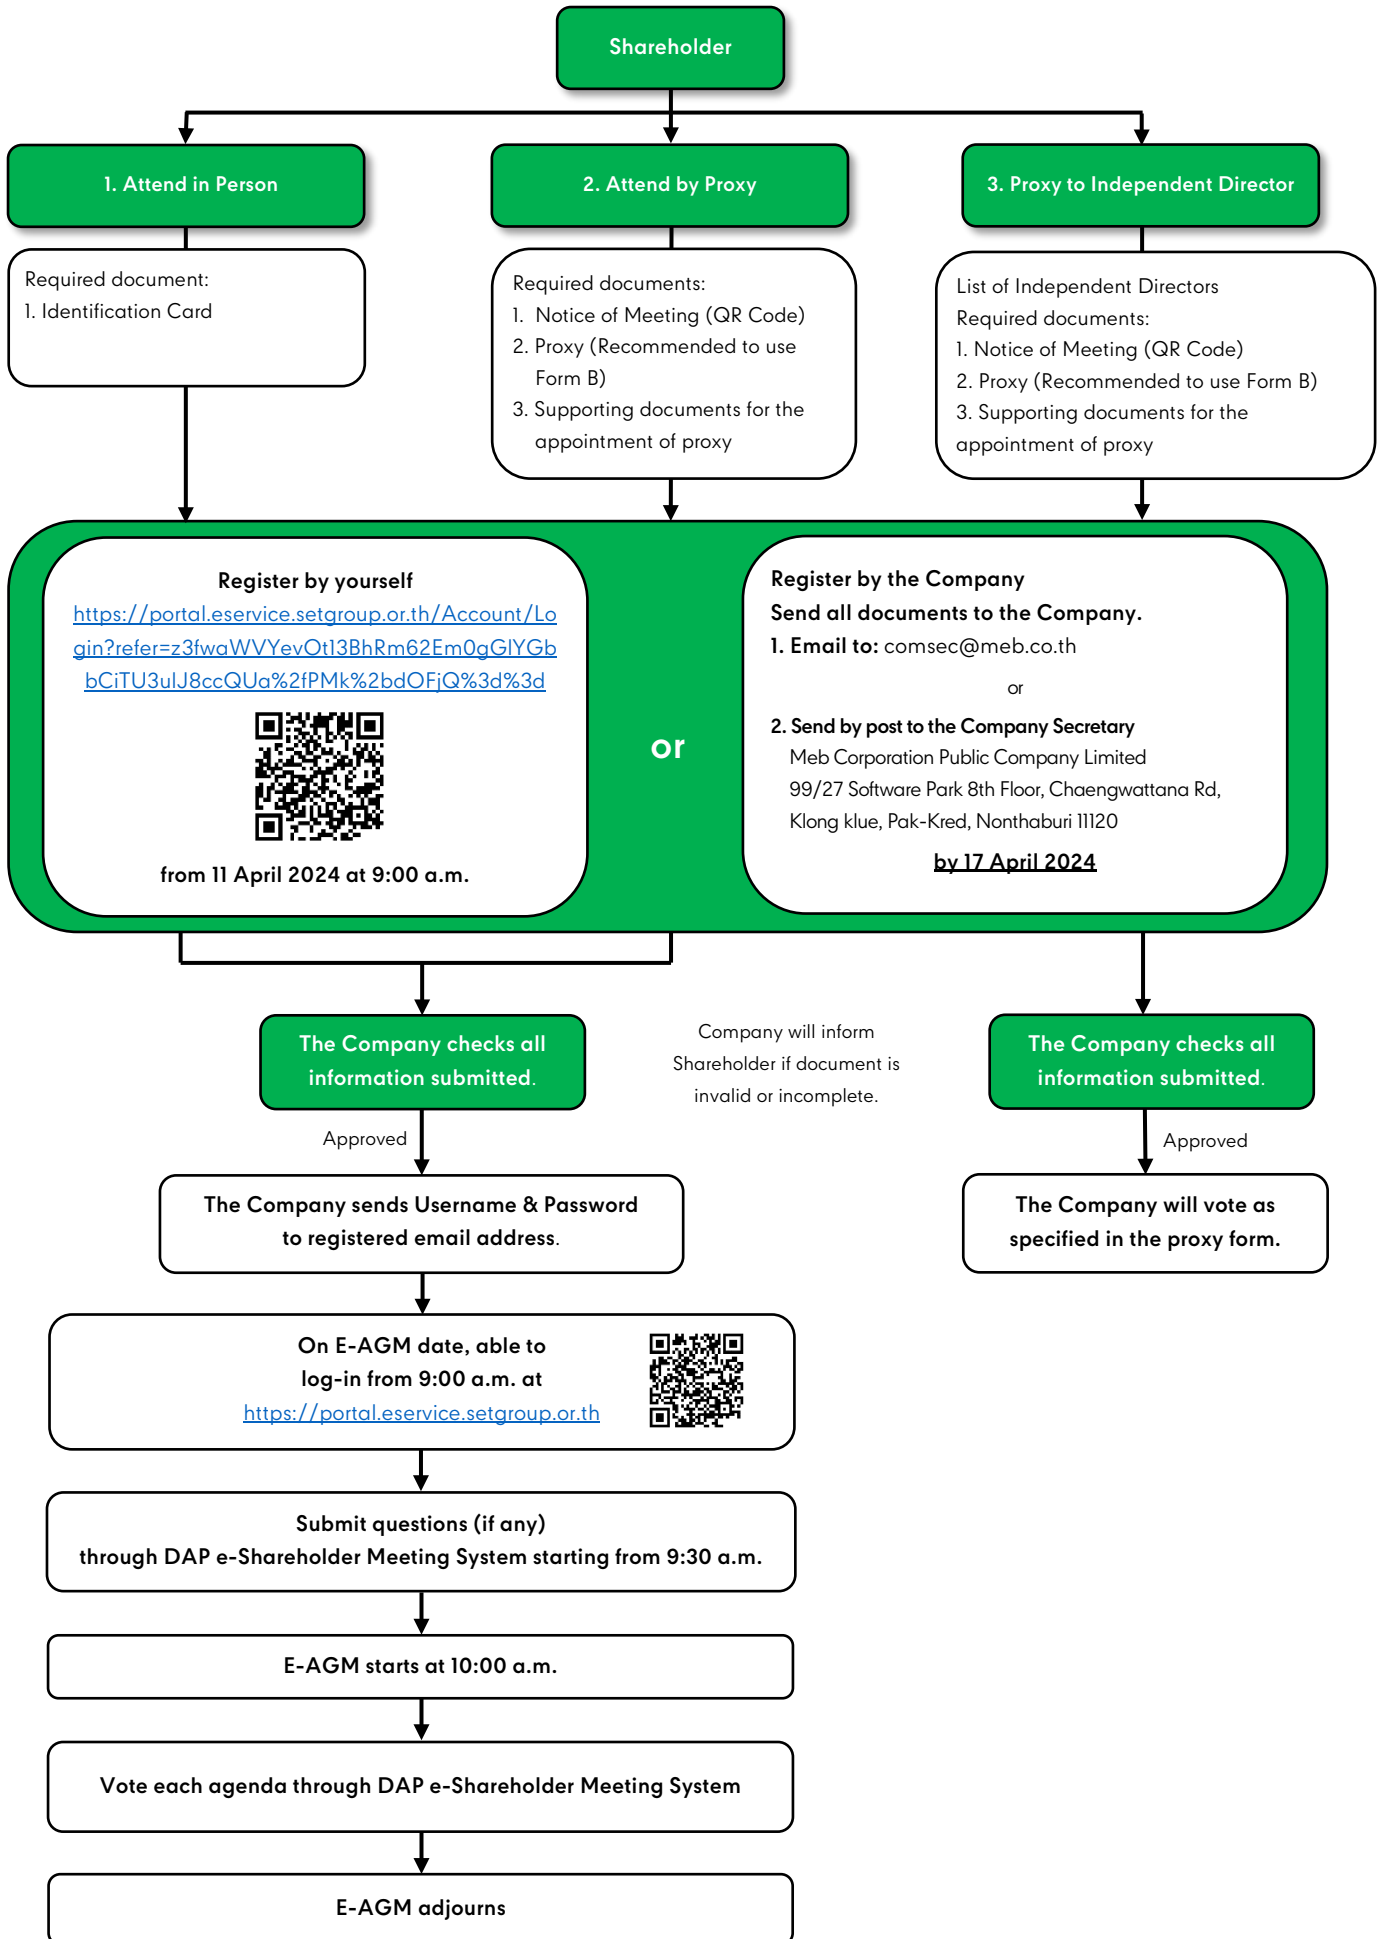 Shareholder
1. Attend in Person
2. Attend by Proxy
3. Proxy to Independent Director
Required document:
1. Identification Card
Required documents:
1. Notice of Meeting (QR Code)
2. Proxy (Recommended to use
Form B)
3. Supporting documents for the
appointment of proxy
List of Independent Directors
Required documents:
1. Notice of Meeting (QR Code)
2. Proxy (Recommended to use Form B)
3. Supporting documents for the
appointment of proxy
Register by yourself
https://portal.eservice.setgroup.or.th/Account/Lo
gin?refer=z3fwaWVYevOt13BhRm62Em0gGlYGb
bCiTU3ulJ8ccQUa%2fPMk%2bdOFjQ%3d%3d
from 11 April 2024 at 9:00 a.m.
or
Register by the Company
Send all documents to the Company.
1. Email to: comsec@meb.co.th
or
2. Send by post to the Company Secretary
Meb Corporation Public Company Limited
99/27 Software Park 8th Floor, Chaengwattana Rd,
Klong klue, Pak-Kred, Nonthaburi 11120
by 17 April 2024
The Company checks all
information submitted.
Company will inform
Shareholder if document is
invalid or incomplete.
The Company checks all
information submitted.
Approved
Approved
The Company sends Username & Password
to registered email address.
The Company will vote as
specified in the proxy form.
On E-AGM date, able to
log-in from 9:00 a.m. at
https://portal.eservice.setgroup.or.th
Submit questions (if any)
through DAP e-Shareholder Meeting System starting from 9:30 a.m.
E-AGM starts at 10:00 a.m.
Vote each agenda through DAP e-Shareholder Meeting System
E-AGM adjourns